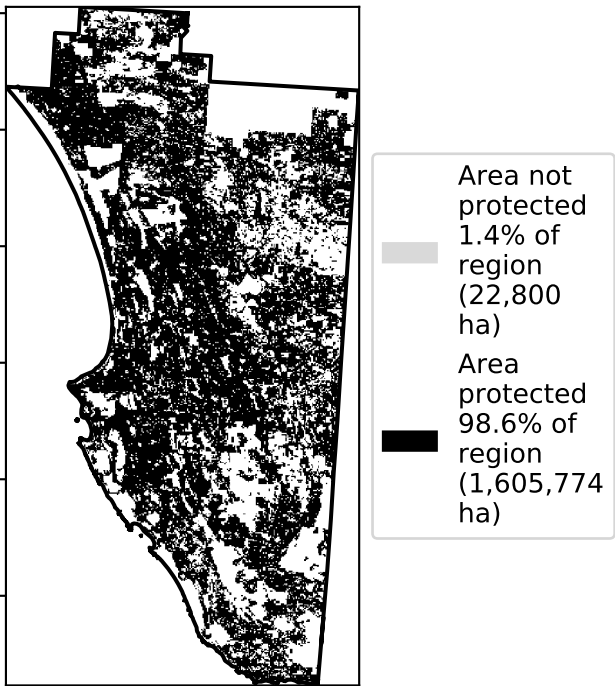 Area not
protected
1.4% of
region
(22,800
ha)
Area
protected
98.6% of
region
(1,605,774
ha)